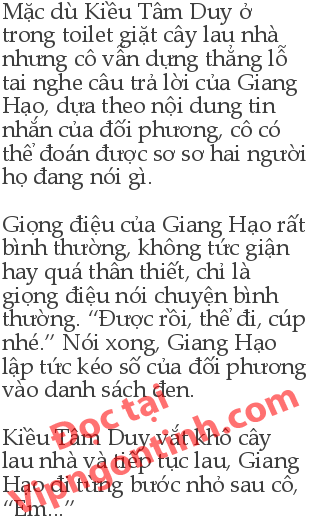 Mặc dù Kiều Tâm Duy ở
trong toilet giặt cây lau nhà
nhưng cô vẫn dựng thẳng lỗ
tai nghe câu trả lời của Giang
Hạo, dựa theo nội dung tin
nhắn của đối phương, cô có
thể đoán được sơ sơ hai người
họ đang nói gì.
Giọng điệu của Giang Hạo rất
bình thường, không tức giận
hay quá thân thiết, chỉ là
giọng điệu nói chuyện bình
thường. “Được rồi, thể đi, cúp
nhé.” Nói xong, Giang Hạo
lập tức kéo số của đối phương
vào danh sách đen.
Kiều Tâm Duy vắt khô cây
lau nhà và tiếp tục lau, Giang
Hạo đi từng bước nhỏ sau cô,
“Em...”
Đọc tại
Vipngontinh.com